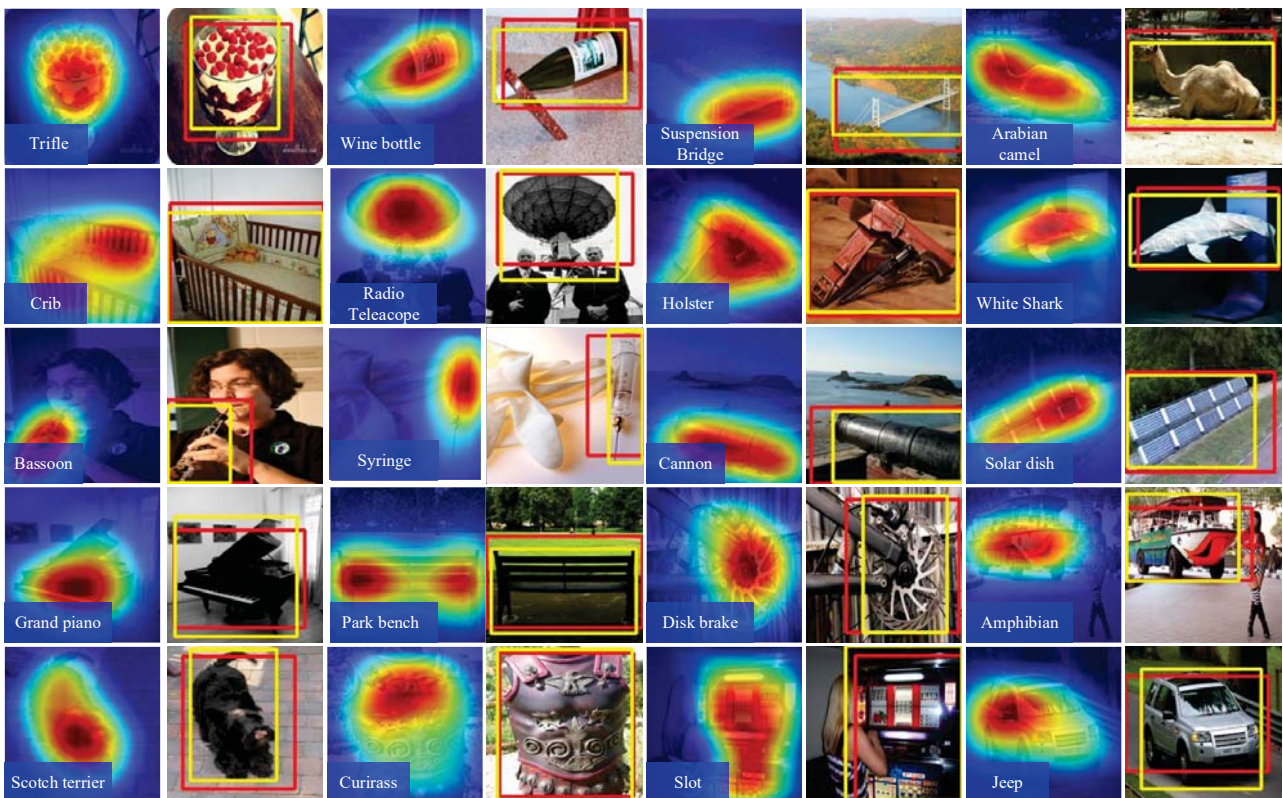 Trifle
Wine bottle
Suspension
Bridge
Arabian
camel
Crib
Radio
Teleacope
Holster
White Shark
Bassoon
Syringe
Cannon
Solar dish
Grand piano
Park bench
Disk brake
Amphibian
Scotch terrier
Curirass
Slot
Jeep